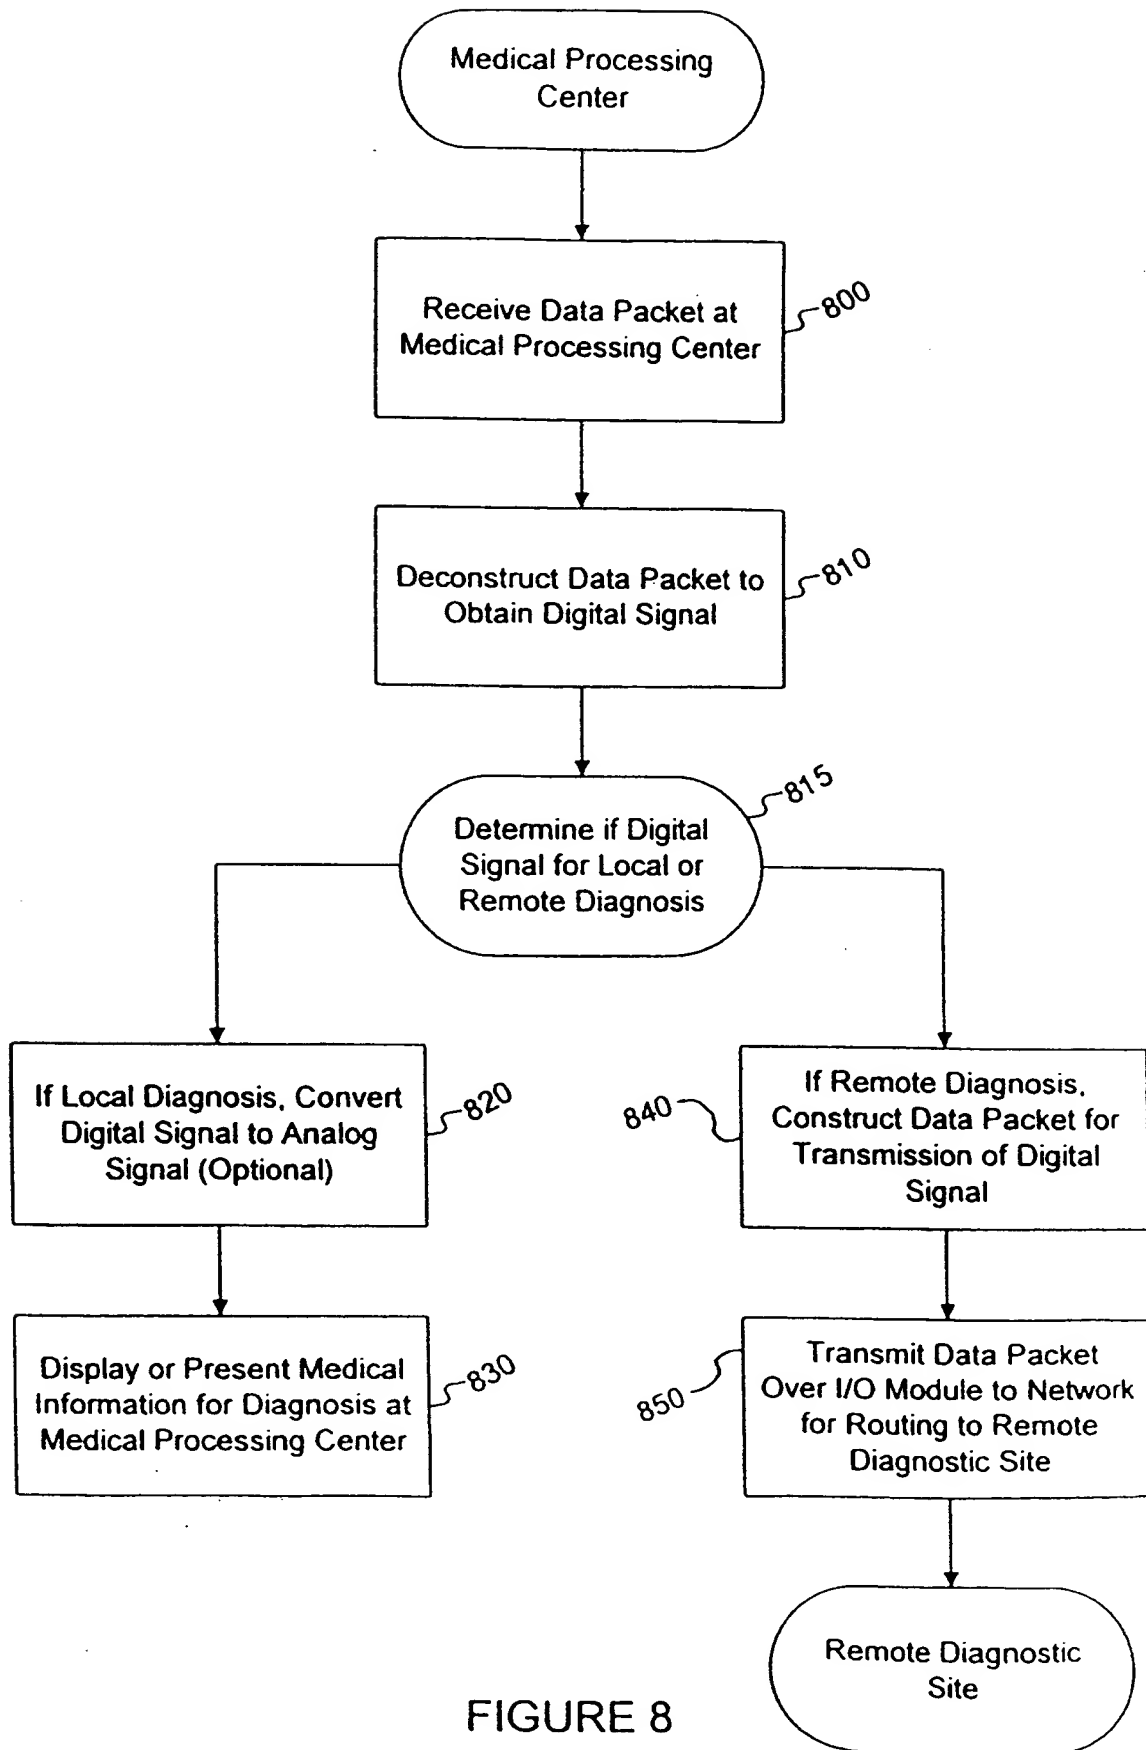 Medical Processing
Center
Receive Data Packet at
Medical Processing Center
800
Deconstruct Data Packet to
Obtain Digital Signal
810
Determine if Digital
Signal for Local or
Remote Diagnosis
815
If Local Diagnosis, Convert
Digital Signal to Analog
Signal (Optional)
820
840
If Remote Diagnosis,
Construct Data Packet for
Transmission of Digital
Signal
Display or Present Medical
Information for Diagnosis at
Medical Processing Center
830
850
Transmit Data Packet
Over I/O Module to Network
for Routing to Remote
Diagnostic Site
Remote Diagnostic
Site
FIGURE 8